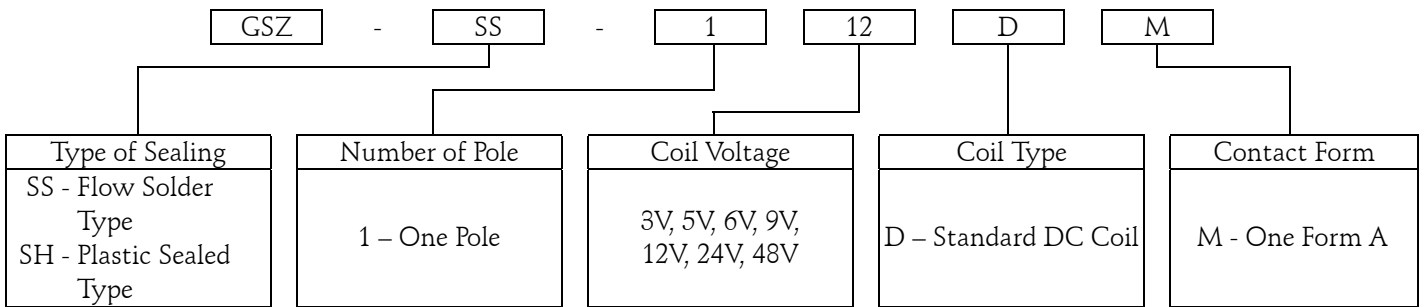 GSZ - SS - 1 12 D M
Type of Sealing
SS - Flow Solder
Type
SH - Plastic Sealed
Type
Number of Pole
1 – One Pole
Coil Voltage
3V, 5V, 6V, 9V,
12V, 24V, 48V
Coil Type
D – Standard DC Coil
Contact Form
M - One Form A